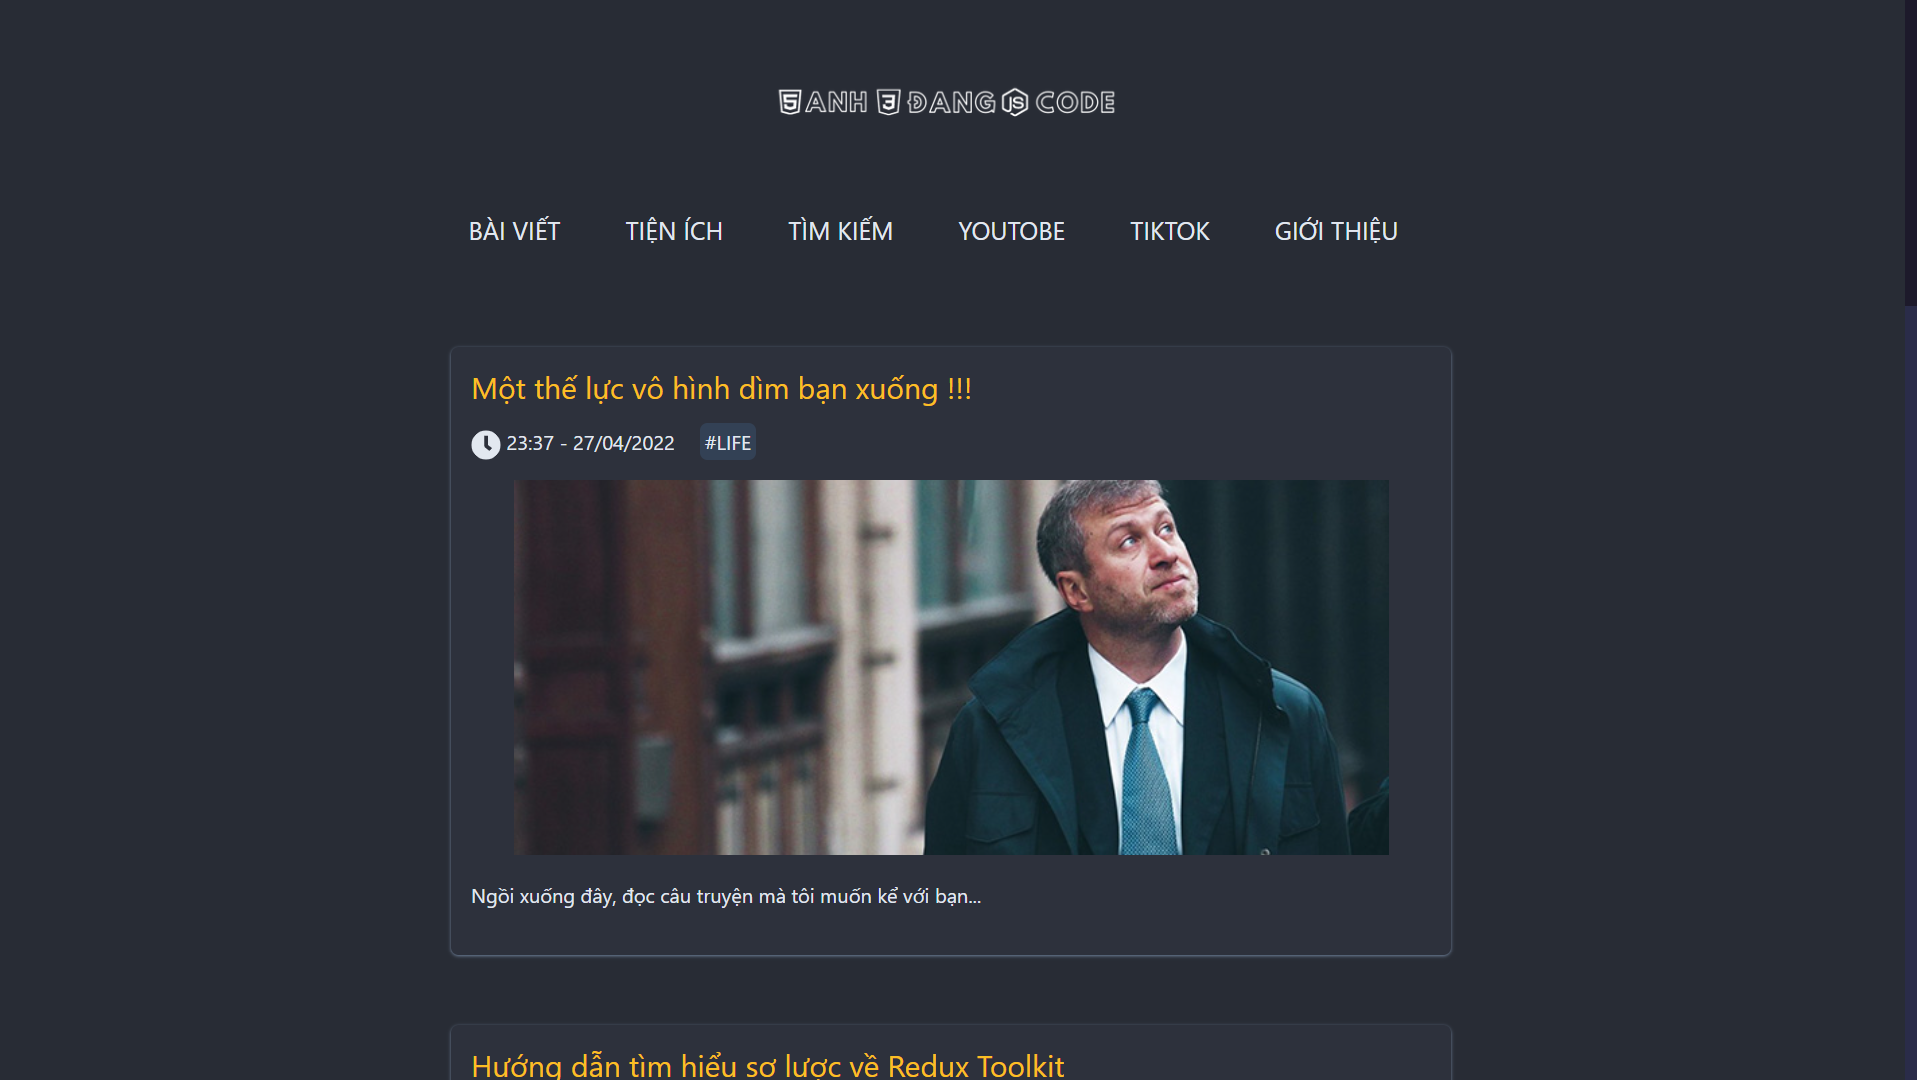 5 ANH 3 ĐANG JS CODE
BÀI VIẾT TIỆN ÍCH TÌM KIẾM YOUTOBE TIKTOK GIỚI THIỆU
Một thế lực vô hình dìm bạn xuống !!!
23:37 - 27/04/2022 #LIFE
Ngồi xuống đây, đọc câu truyện mà tôi muốn kể với bạn...
Hướng dẫn tìm hiểu sơ lược về Redux Toolkit